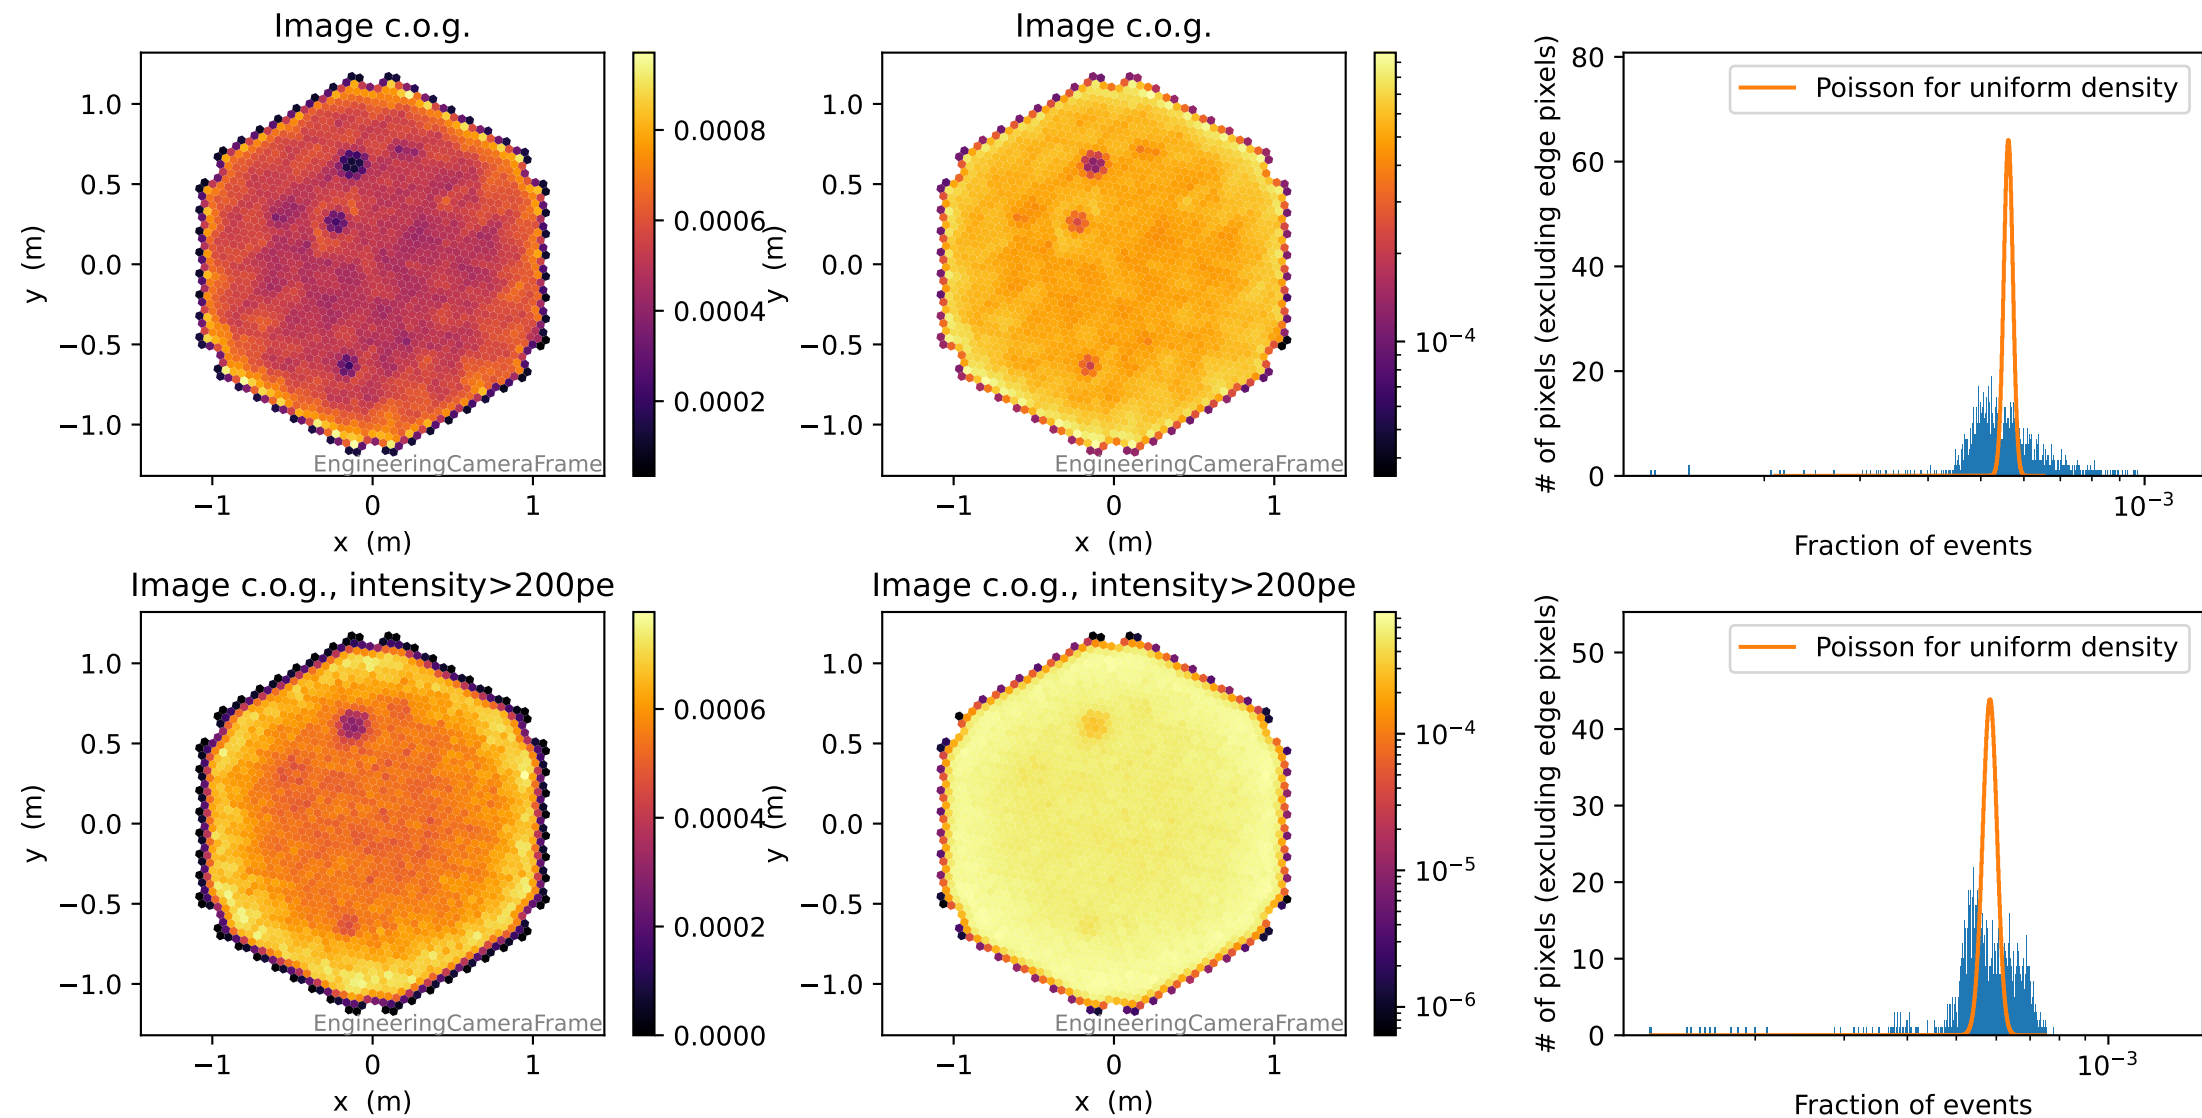 Image c.o.g.
1.0
0.5
0.0
−0.5
−1.0
y (m)
−1
0
1
x (m)
EngineeringCameraFrame
0.0008
0.0006
0.0004
0.0002
Image c.o.g.
1.0
0.5
0.0
−0.5
−1.0
y (m)
−1
0
1
x (m)
EngineeringCameraFrame
10−4
80
60
40
20
0
# of pixels (excluding edge pixels)
Poisson for uniform density
10−3
Fraction of events
Image c.o.g., intensity>200pe
1.0
0.5
0.0
−0.5
−1.0
y (m)
−1
0
1
x (m)
EngineeringCameraFrame
0.0006
0.0004
0.0002
0.0000
Image c.o.g., intensity>200pe
1.0
0.5
0.0
−0.5
−1.0
y (m)
−1
0
1
x (m)
EngineeringCameraFrame
10−4
10−5
10−6
50
40
30
20
10
0
# of pixels (excluding edge pixels)
Poisson for uniform density
10−3
Fraction of events